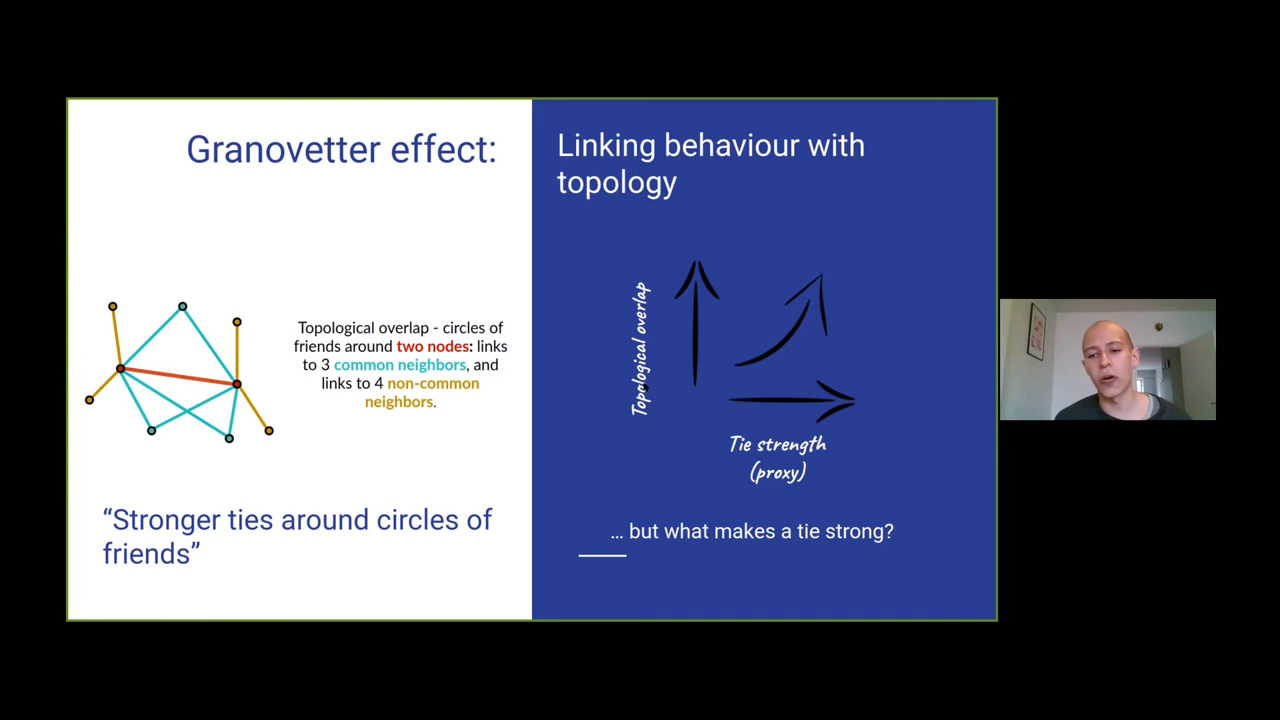 Granovetter effect:
Topological overlap - circles of
friends around two nodes: links
to 3 common neighbors, and
links to 4 non-common
neighbors.
“Stronger ties around circles of
friends”
Linking behaviour with
topology
Topological overlap
Tie strength
(proxy)
... but what makes a tie strong?